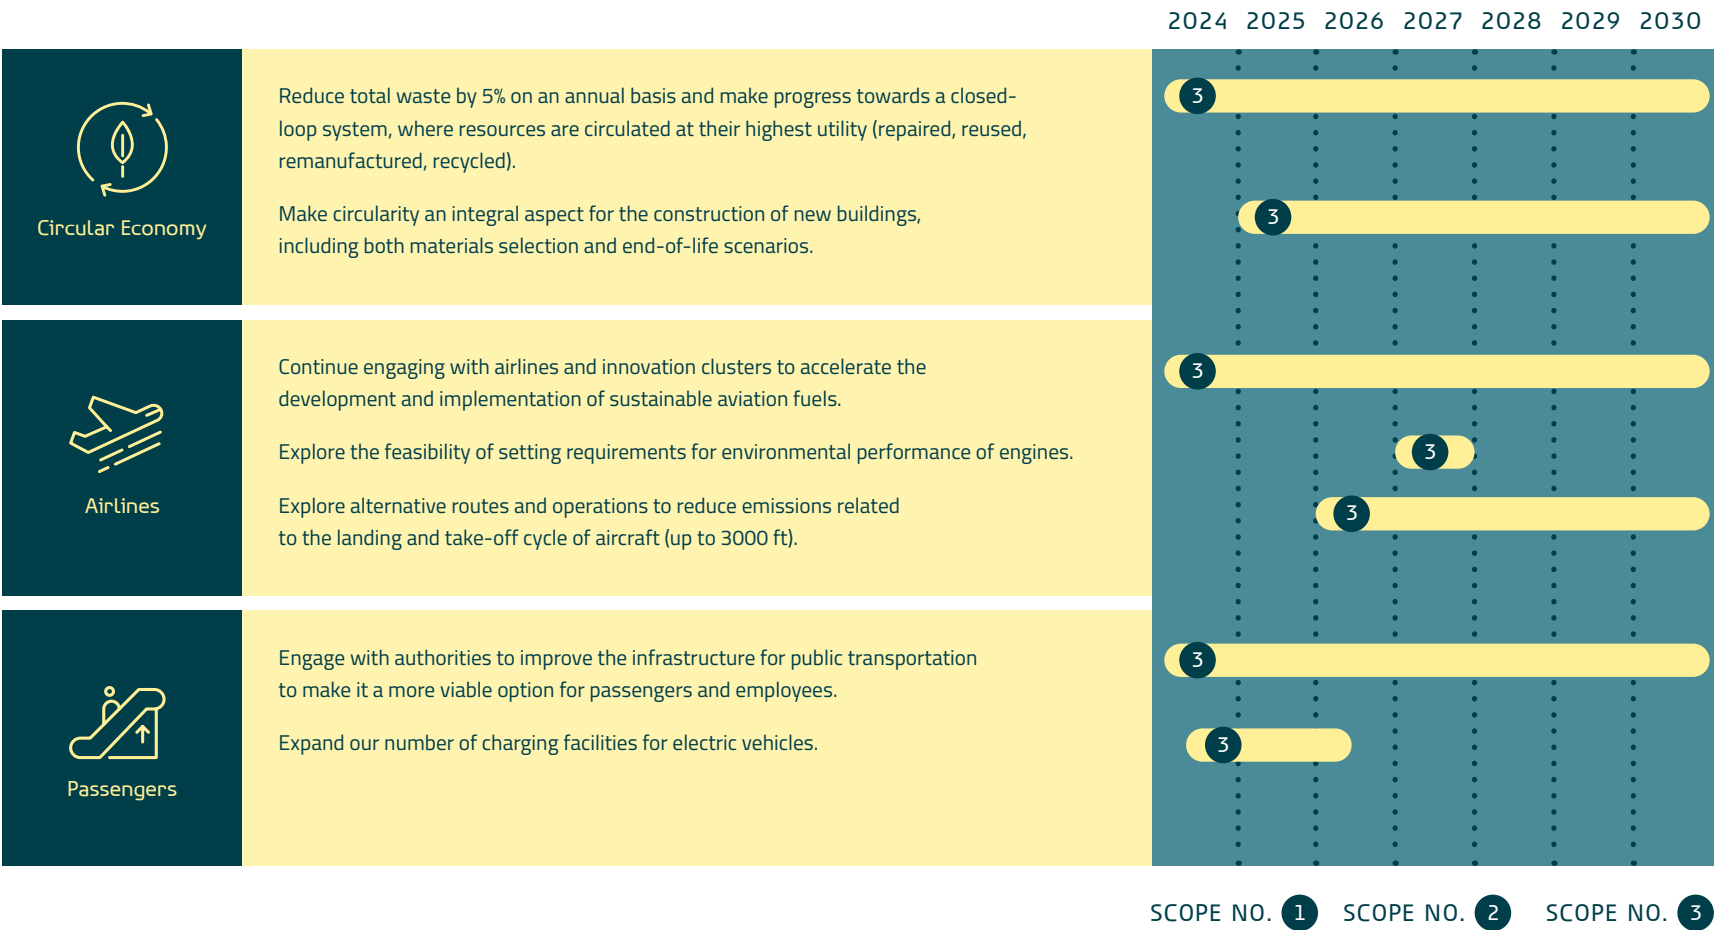 2024 2025 2026 2027 2028 2029 2030
Circular Economy
Reduce total waste by 5% on an annual basis and make progress towards a closed-
loop system, where resources are circulated at their highest utility (repaired, reused,
remanufactured, recycled).
3
Make circularity an integral aspect for the construction of new buildings,
including both materials selection and end-of-life scenarios.
3
Airlines
Continue engaging with airlines and innovation clusters to accelerate the
development and implementation of sustainable aviation fuels.
3
Explore the feasibility of setting requirements for environmental performance of engines.
3
Explore alternative routes and operations to reduce emissions related
to the landing and take-off cycle of aircraft (up to 3000 ft).
3
Passengers
Engage with authorities to improve the infrastructure for public transportation
to make it a more viable option for passengers and employees.
3
Expand our number of charging facilities for electric vehicles.
3
SCOPE NO. 1 SCOPE NO. 2 SCOPE NO. 3